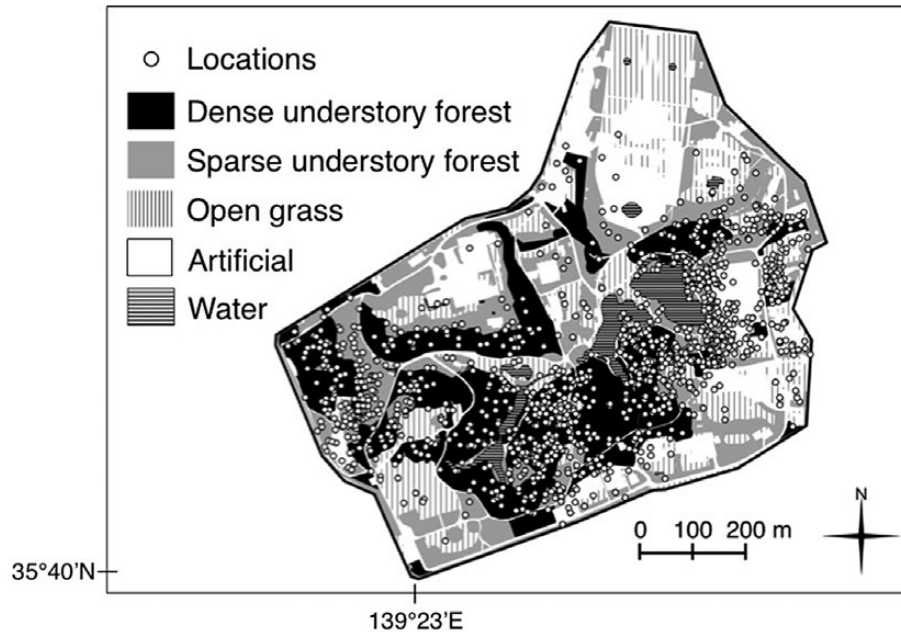 Locations
Dense understory forest
Sparse understory forest
Open grass
Artificial
Water
N
0 100 200 m
35°40'N
139°23'E